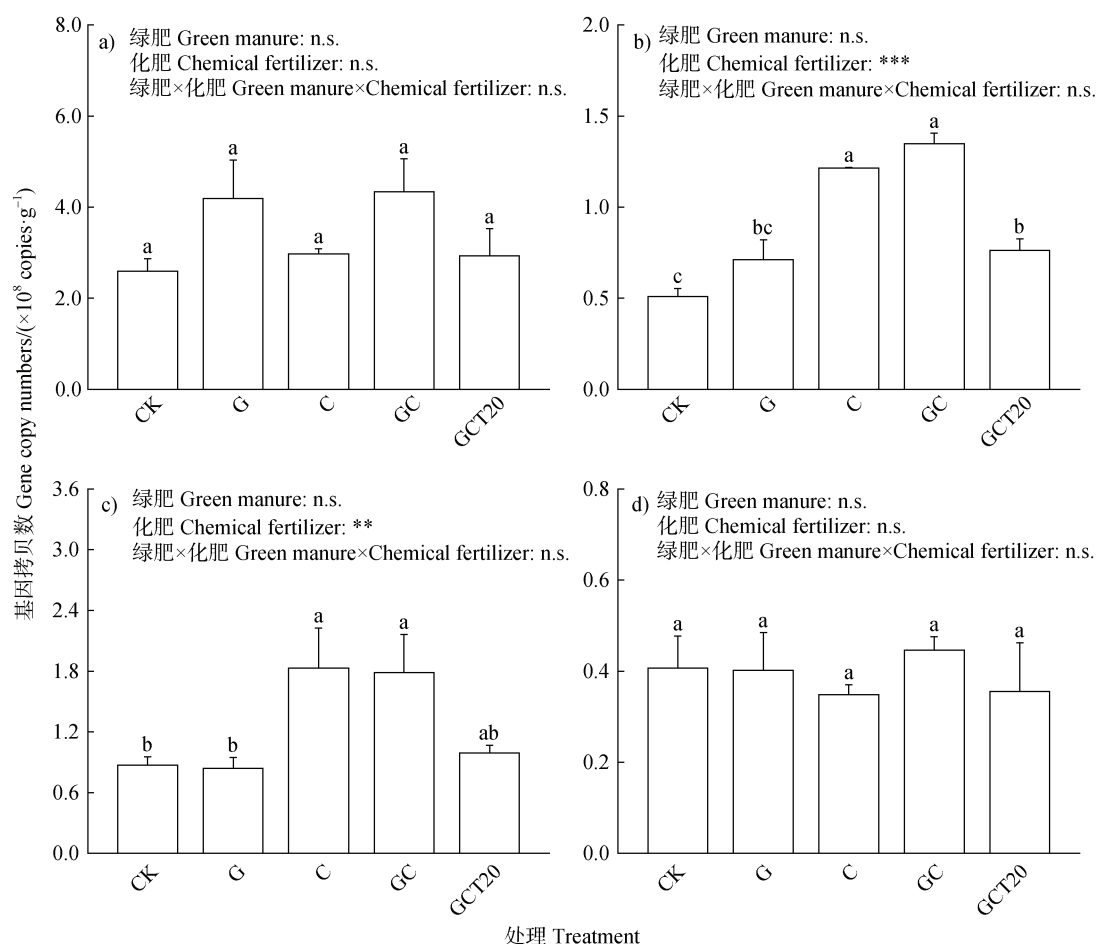 基因拷贝数 Gene copy numbers/(×10⁸ copies·g⁻¹)
a)
绿肥 Green manure: n.s.
化肥 Chemical fertilizer: n.s.
绿肥×化肥 Green manure×Chemical fertilizer: n.s.
8.0
6.0
4.0
2.0
0.0
a
a
a
a
a
CK
G
C
GC
GCT20
b)
绿肥 Green manure: n.s.
化肥 Chemical fertilizer: ***
绿肥×化肥 Green manure×Chemical fertilizer: n.s.
2.0
1.5
1.0
0.5
0.0
c
bc
a
a
b
CK
G
C
GC
GCT20
c)
绿肥 Green manure: n.s.
化肥 Chemical fertilizer: **
绿肥×化肥 Green manure×Chemical fertilizer: n.s.
3.6
3.0
2.4
1.8
1.2
0.6
0.0
b
b
a
a
ab
CK
G
C
GC
GCT20
d)
绿肥 Green manure: n.s.
化肥 Chemical fertilizer: n.s.
绿肥×化肥 Green manure×Chemical fertilizer: n.s.
0.8
0.6
0.4
0.2
0.0
a
a
a
a
a
CK
G
C
GC
GCT20
处理 Treatment